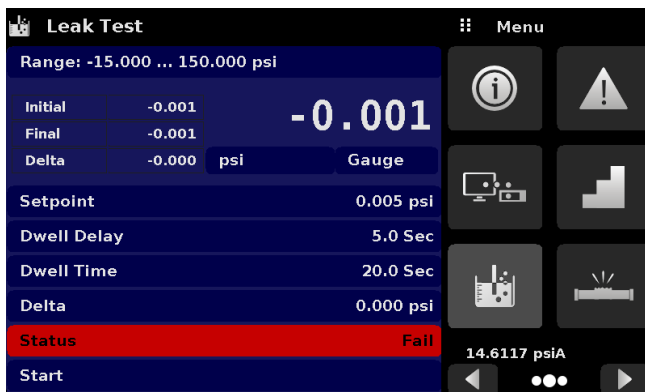 Leak Test
Menu
Range: -15.000 ... 150.000 psi
Initial -0.001
Final -0.001
Delta -0.000
-0.001
psi Gauge
Setpoint 0.005 psi
Dwell Delay 5.0 Sec
Dwell Time 20.0 Sec
Delta 0.000 psi
Status Fail
Start
14.6117 psiA